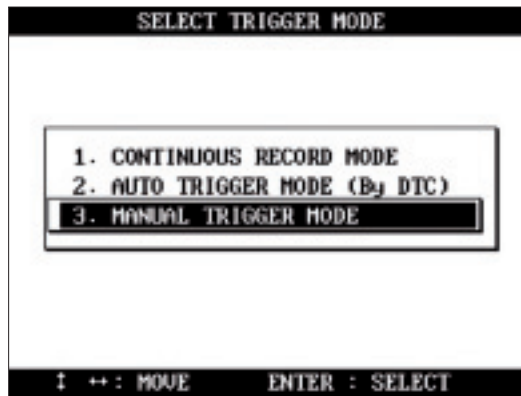 SELECT TRIGGER MODE
1. CONTINUOUS RECORD MODE
2. AUTO TRIGGER MODE (By DTC)
3. MANUAL TRIGGER MODE
↕ ↔: MOVE ENTER : SELECT